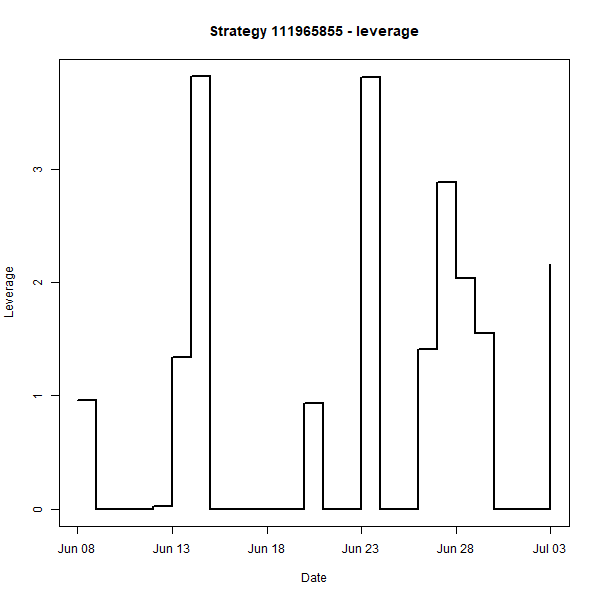 Strategy 111965855 - leverage
Leverage
3
2
1
0
Jun 08 Jun 13 Jun 18 Jun 23 Jun 28 Jul 03
Date